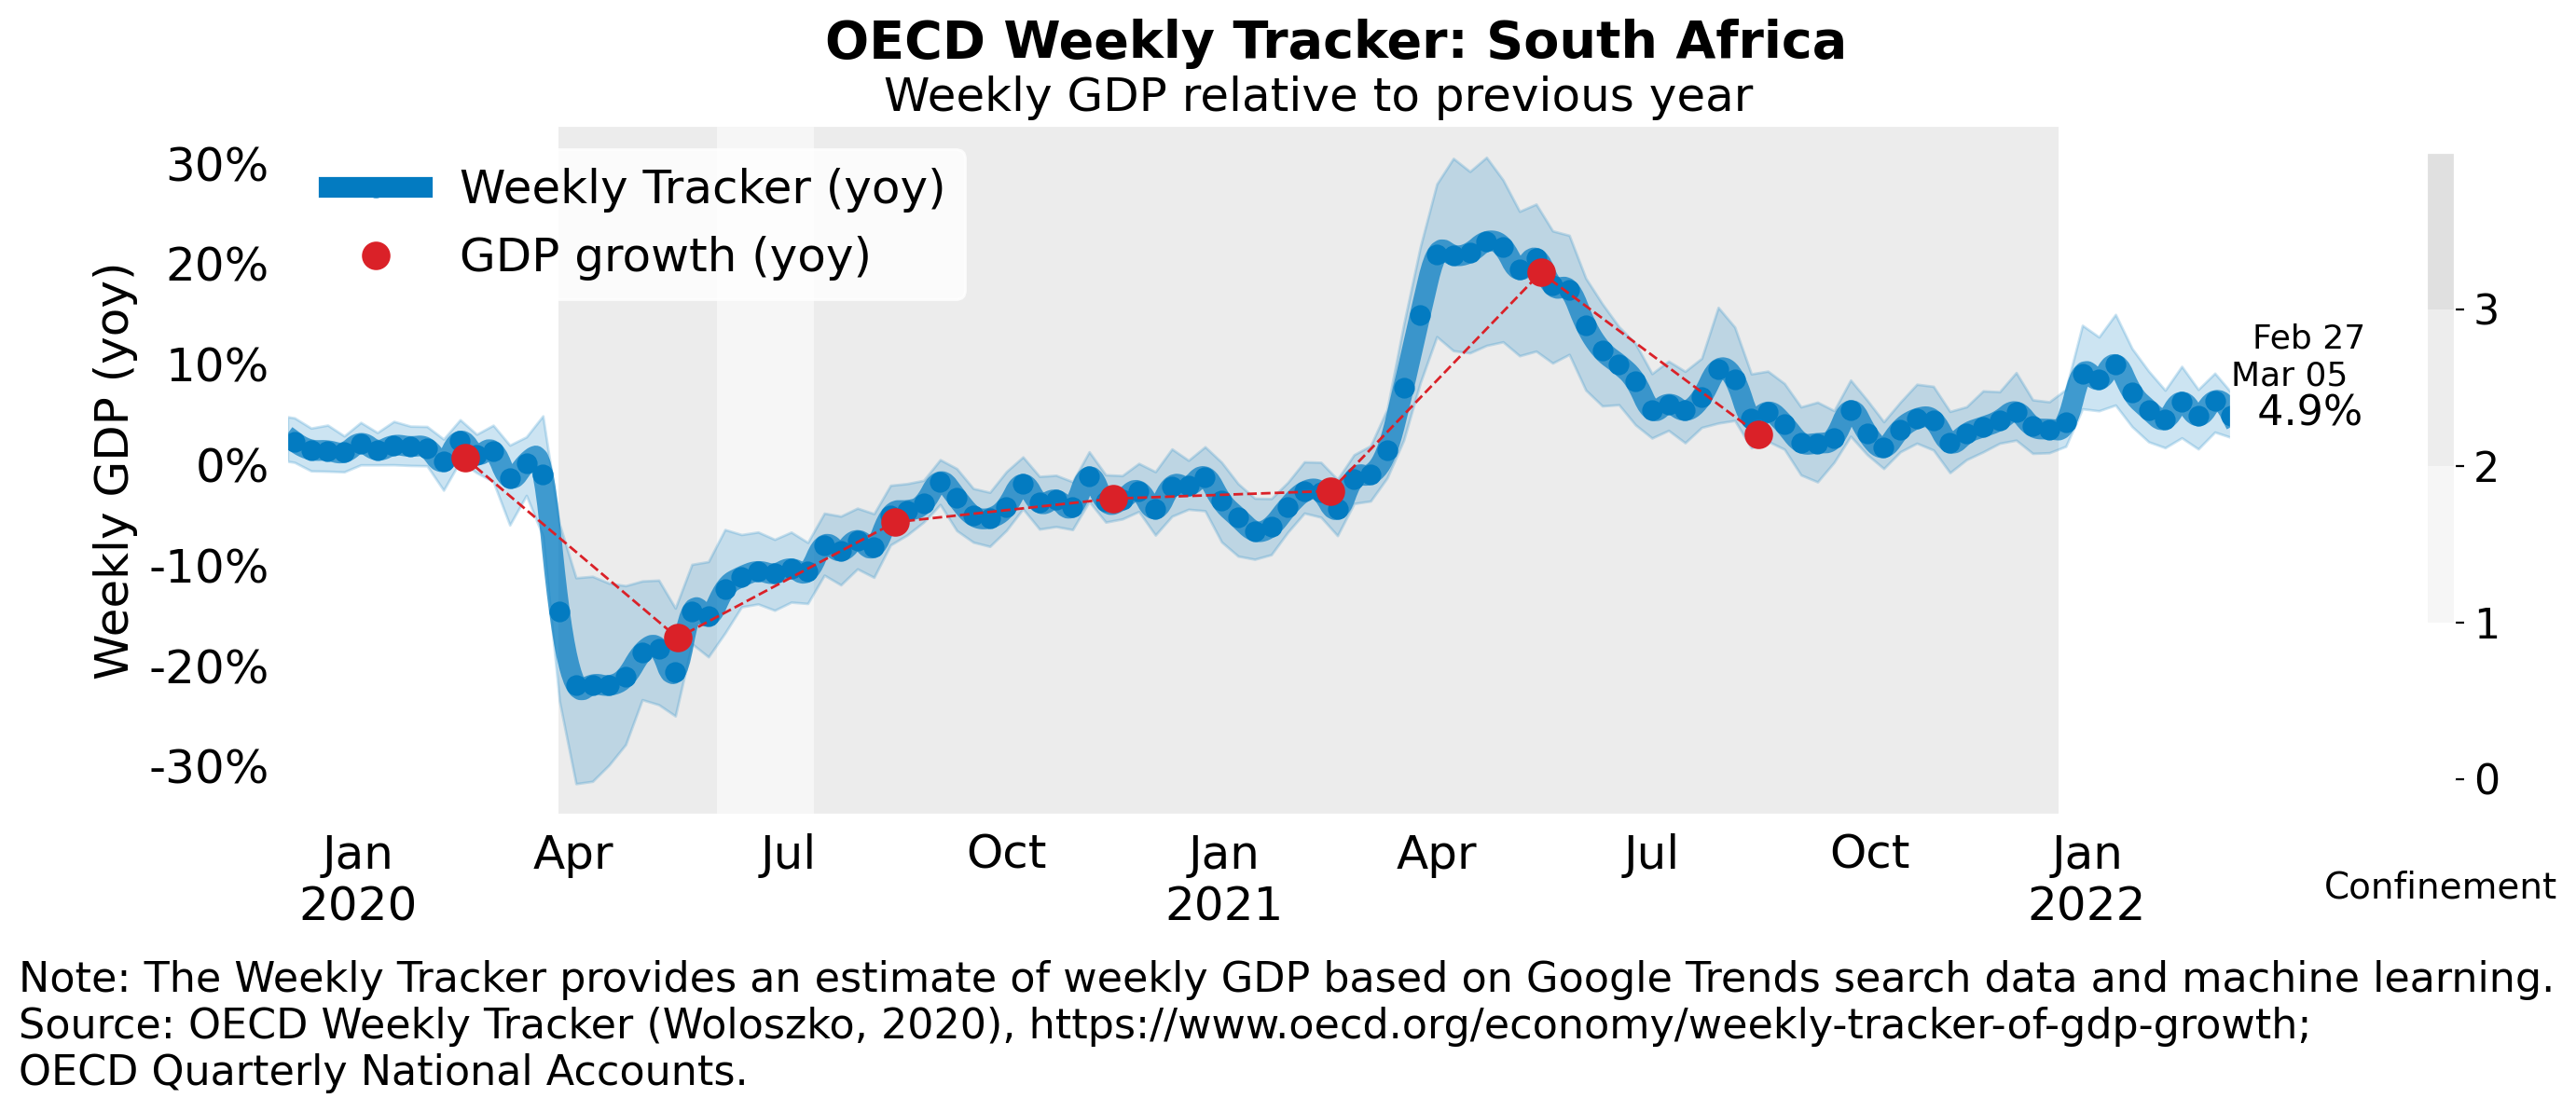 OECD Weekly Tracker: South Africa
Weekly GDP relative to previous year
Weekly GDP (yoy)
30%
20%
10%
0%
-10%
-20%
-30%
Weekly Tracker (yoy)
GDP growth (yoy)
Feb 27
Mar 05
4.9%
3
2
1
0
Confinement
Jan Apr Jul Oct Jan Apr Jul Oct Jan
2020 2021 2022
Note: The Weekly Tracker provides an estimate of weekly GDP based on Google Trends search data and machine learning.
Source: OECD Weekly Tracker (Woloszko, 2020), https://www.oecd.org/economy/weekly-tracker-of-gdp-growth;
OECD Quarterly National Accounts.